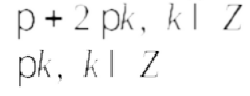 p + 2 pk, k Î Z
pk, k Î Z